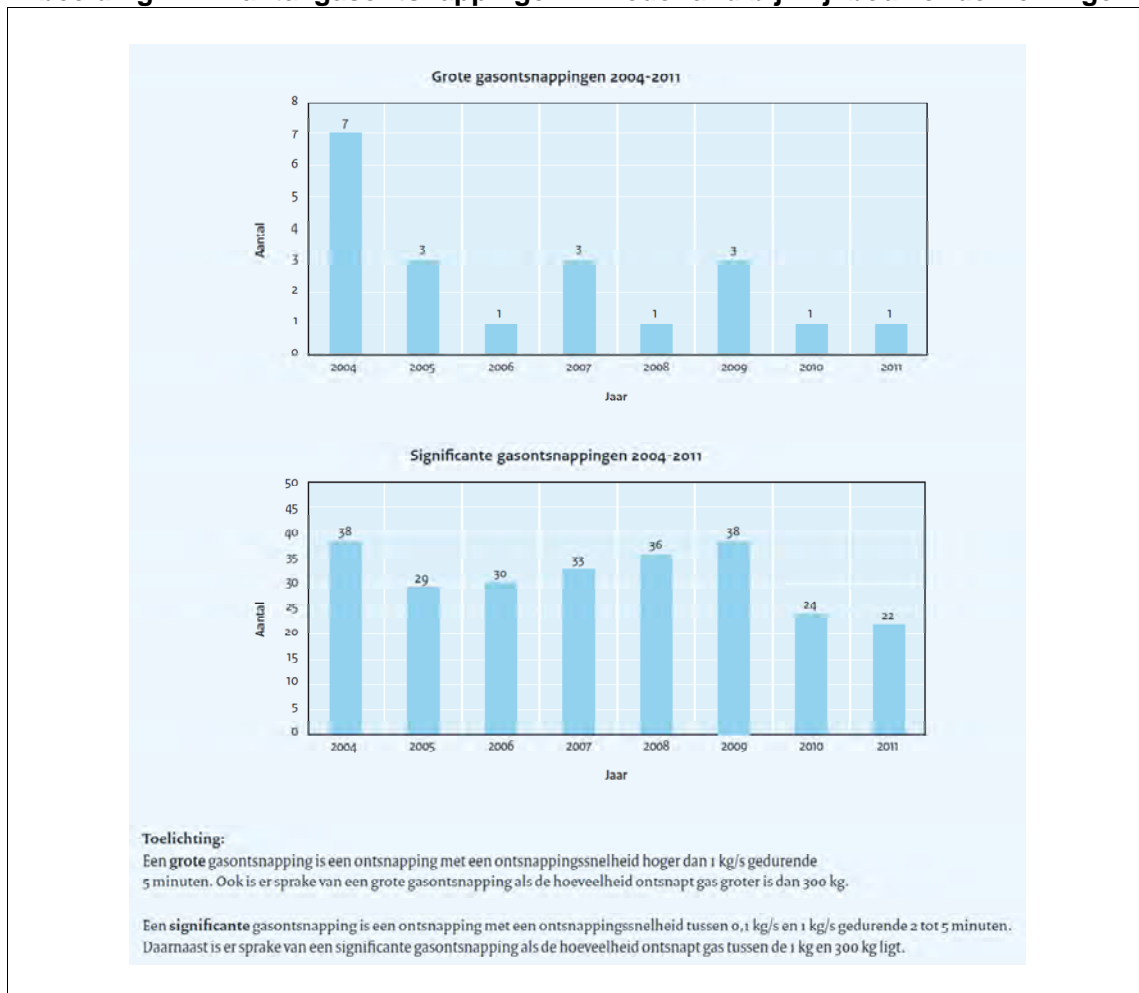 Grote gasontsnappingen 2004-2011
8
7
6
5
4
3
2
1
0
Aantal
7
3
1
3
1
3
1
1
2004 2005 2006 2007 2008 2009 2010 2011
Jaar
Significante gasontsnappingen 2004-2011
50
45
40
35
30
25
20
15
10
5
0
Aantal
38
29
30
33
36
38
24
22
2004 2005 2006 2007 2008 2009 2010 2011
Jaar
Toelichting:
Een grote gasontsnapping is een ontsnapping met een ontsnappingssnelheid hoger dan 1 kg/s gedurende
5 minuten. Ook is er sprake van een grote gasontsnapping als de hoeveelheid ontsnapt gas groter is dan 300 kg.
Een significante gasontsnapping is een ontsnapping met een ontsnappingssnelheid tussen 0,1 kg/s en 1 kg/s gedurende 2 tot 5 minuten.
Daarnaast is er sprake van een significante gasontsnapping als de hoeveelheid ontsnapt gas tussen de 1 kg en 300 kg ligt.